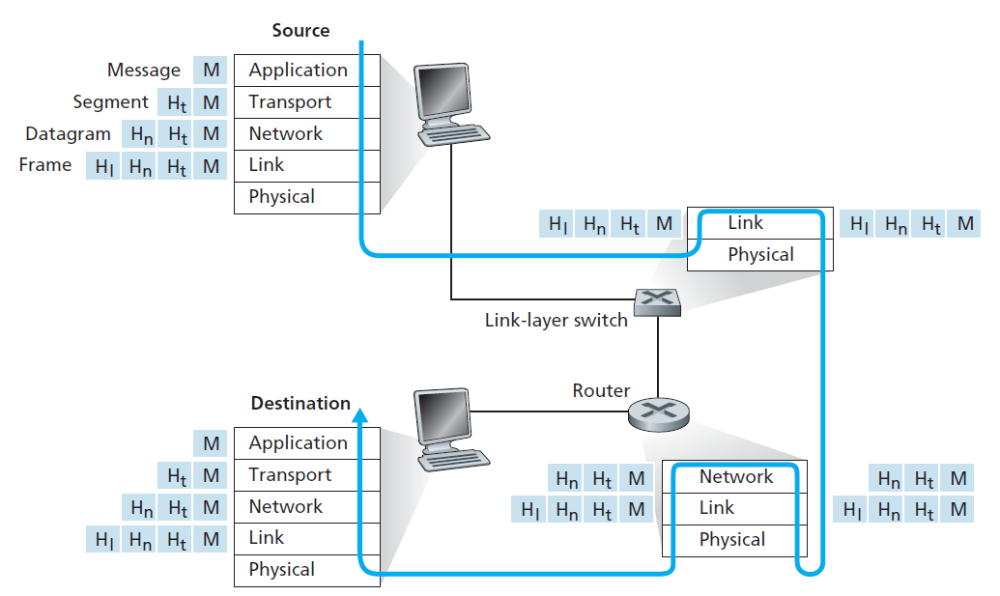 Source
Message M Application
Segment Ht M Transport
Datagram Hn Ht M Network
Frame Hl Hn Ht M Link
Physical
Hl Hn Ht M Link Hl Hn Ht M
Physical
Link-layer switch
Router
Destination
M Application
Ht M Transport
Hn Ht M Network
Hl Hn Ht M Link
Physical
Hn Ht M Network Hn Ht M
Hl Hn Ht M Link Hl Hn Ht M
Physical